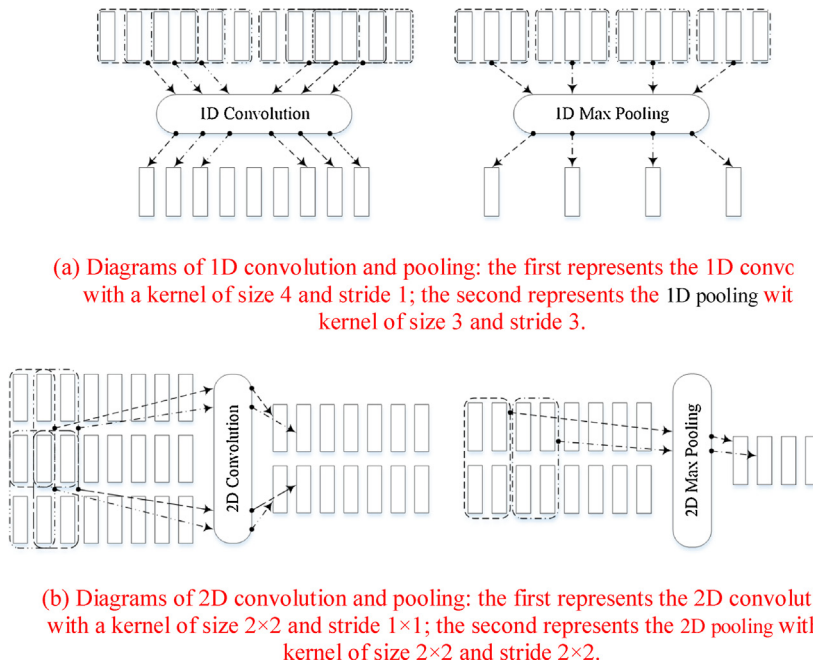 1D Convolution
1D Max Pooling
(a) Diagrams of 1D convolution and pooling: the first represents the 1D convc
with a kernel of size 4 and stride 1; the second represents the 1D pooling wit
kernel of size 3 and stride 3.
2D Convolution
2D Max Pooling
(b) Diagrams of 2D convolution and pooling: the first represents the 2D convolut
with a kernel of size 2×2 and stride 1×1; the second represents the 2D pooling with
kernel of size 2×2 and stride 2×2.